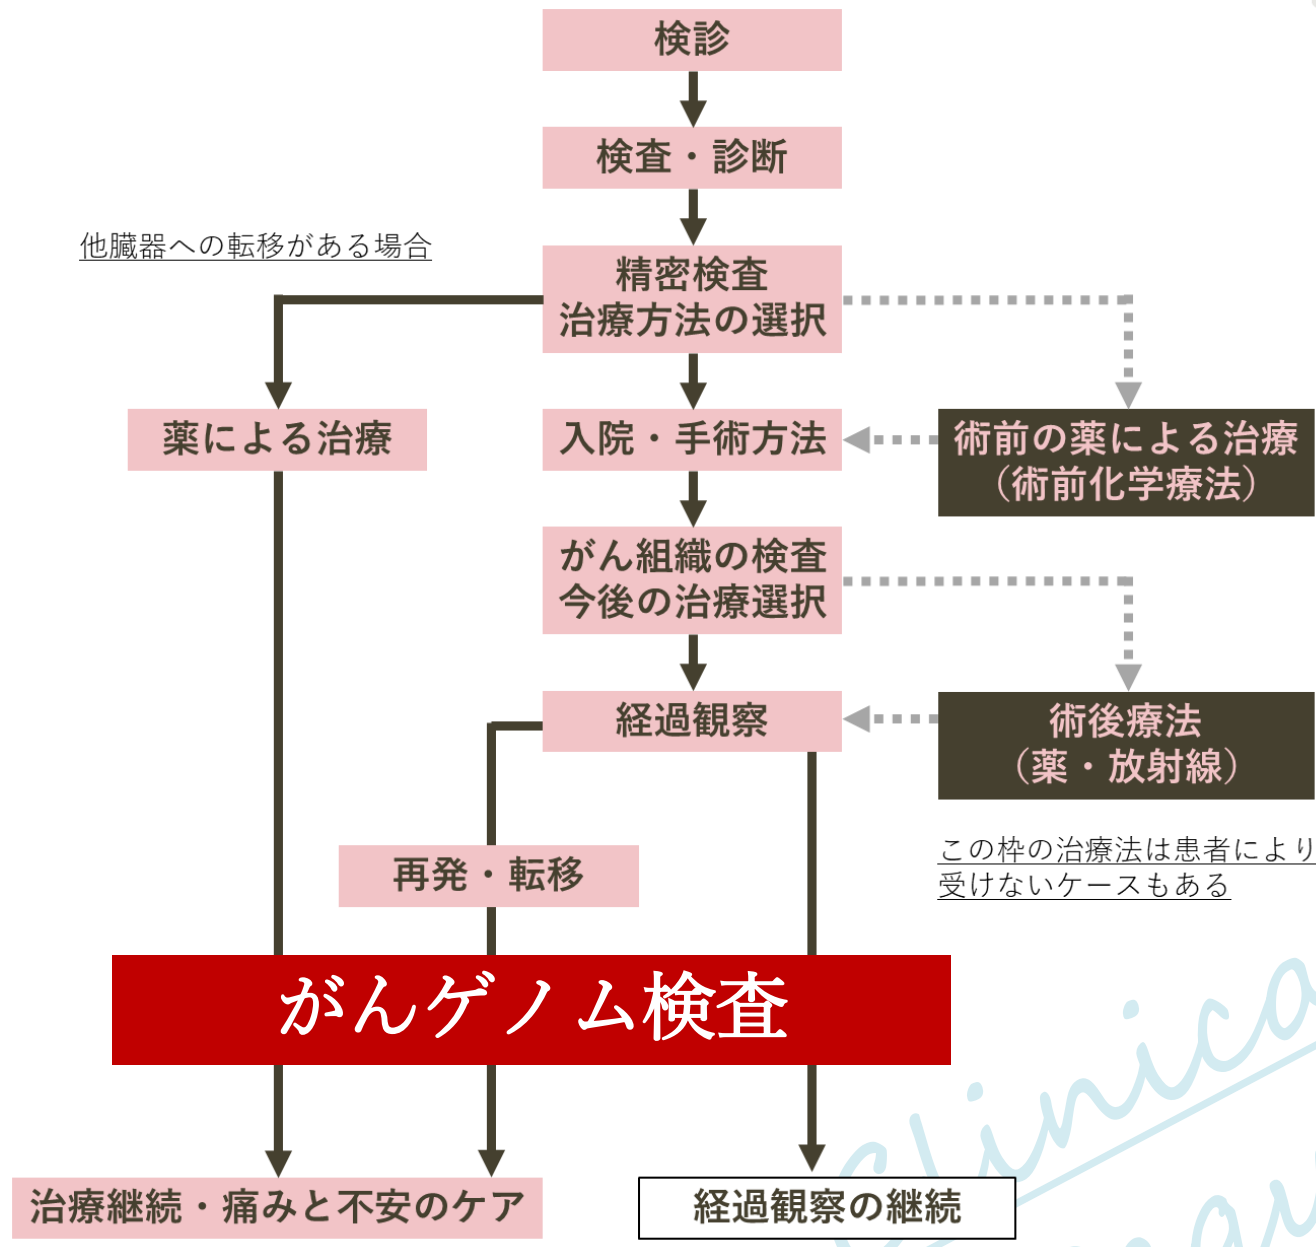 検診
検査・診断
他臓器への転移がある場合
精密検査
治療方法の選択
薬による治療
入院・手術方法
術前の薬による治療
（術前化学療法）
がん組織の検査
今後の治療選択
経過観察
術後療法
（薬・放射線）
この枠の治療法は患者により
受けないケースもある
再発・転移
がんゲノム検査
治療継続・痛みと不安のケア
経過観察の継続